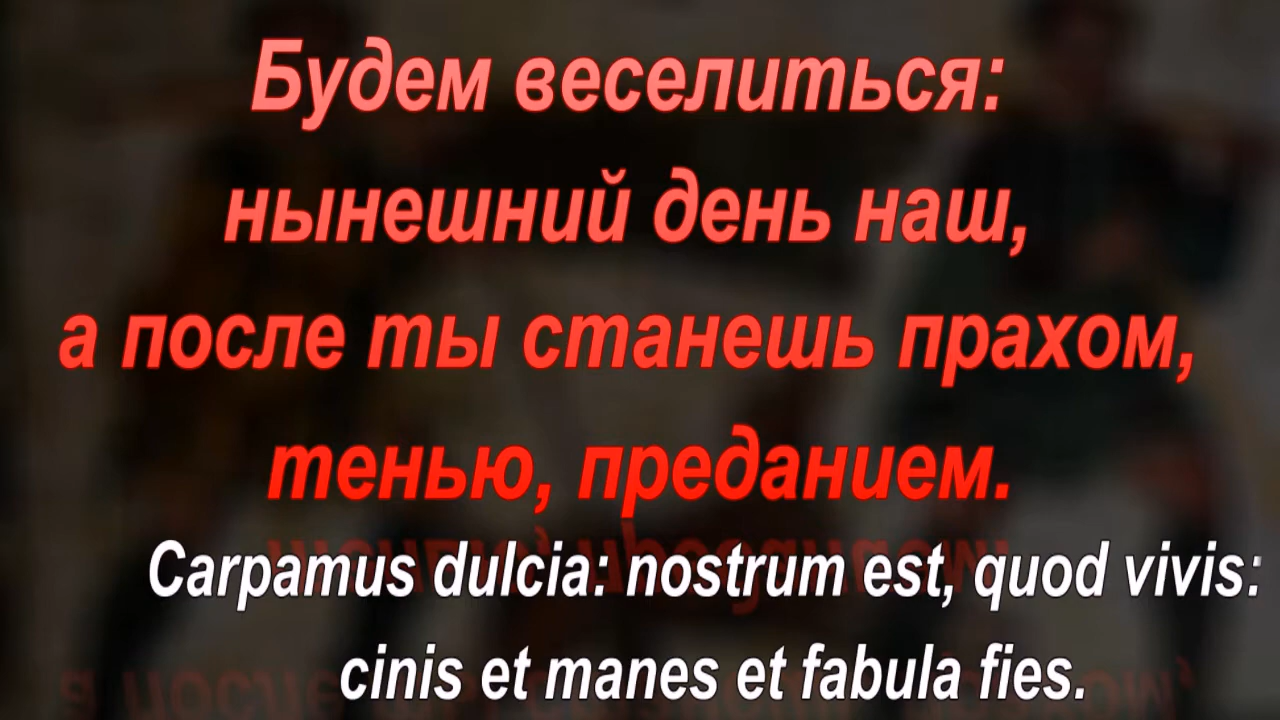 Будем веселиться:
нынешний день наш,
а после ты станешь прахом,
тенью, преданием.
Carpamus dulcia: nostrum est, quod vivis:
cinis et manes et fabula fies.